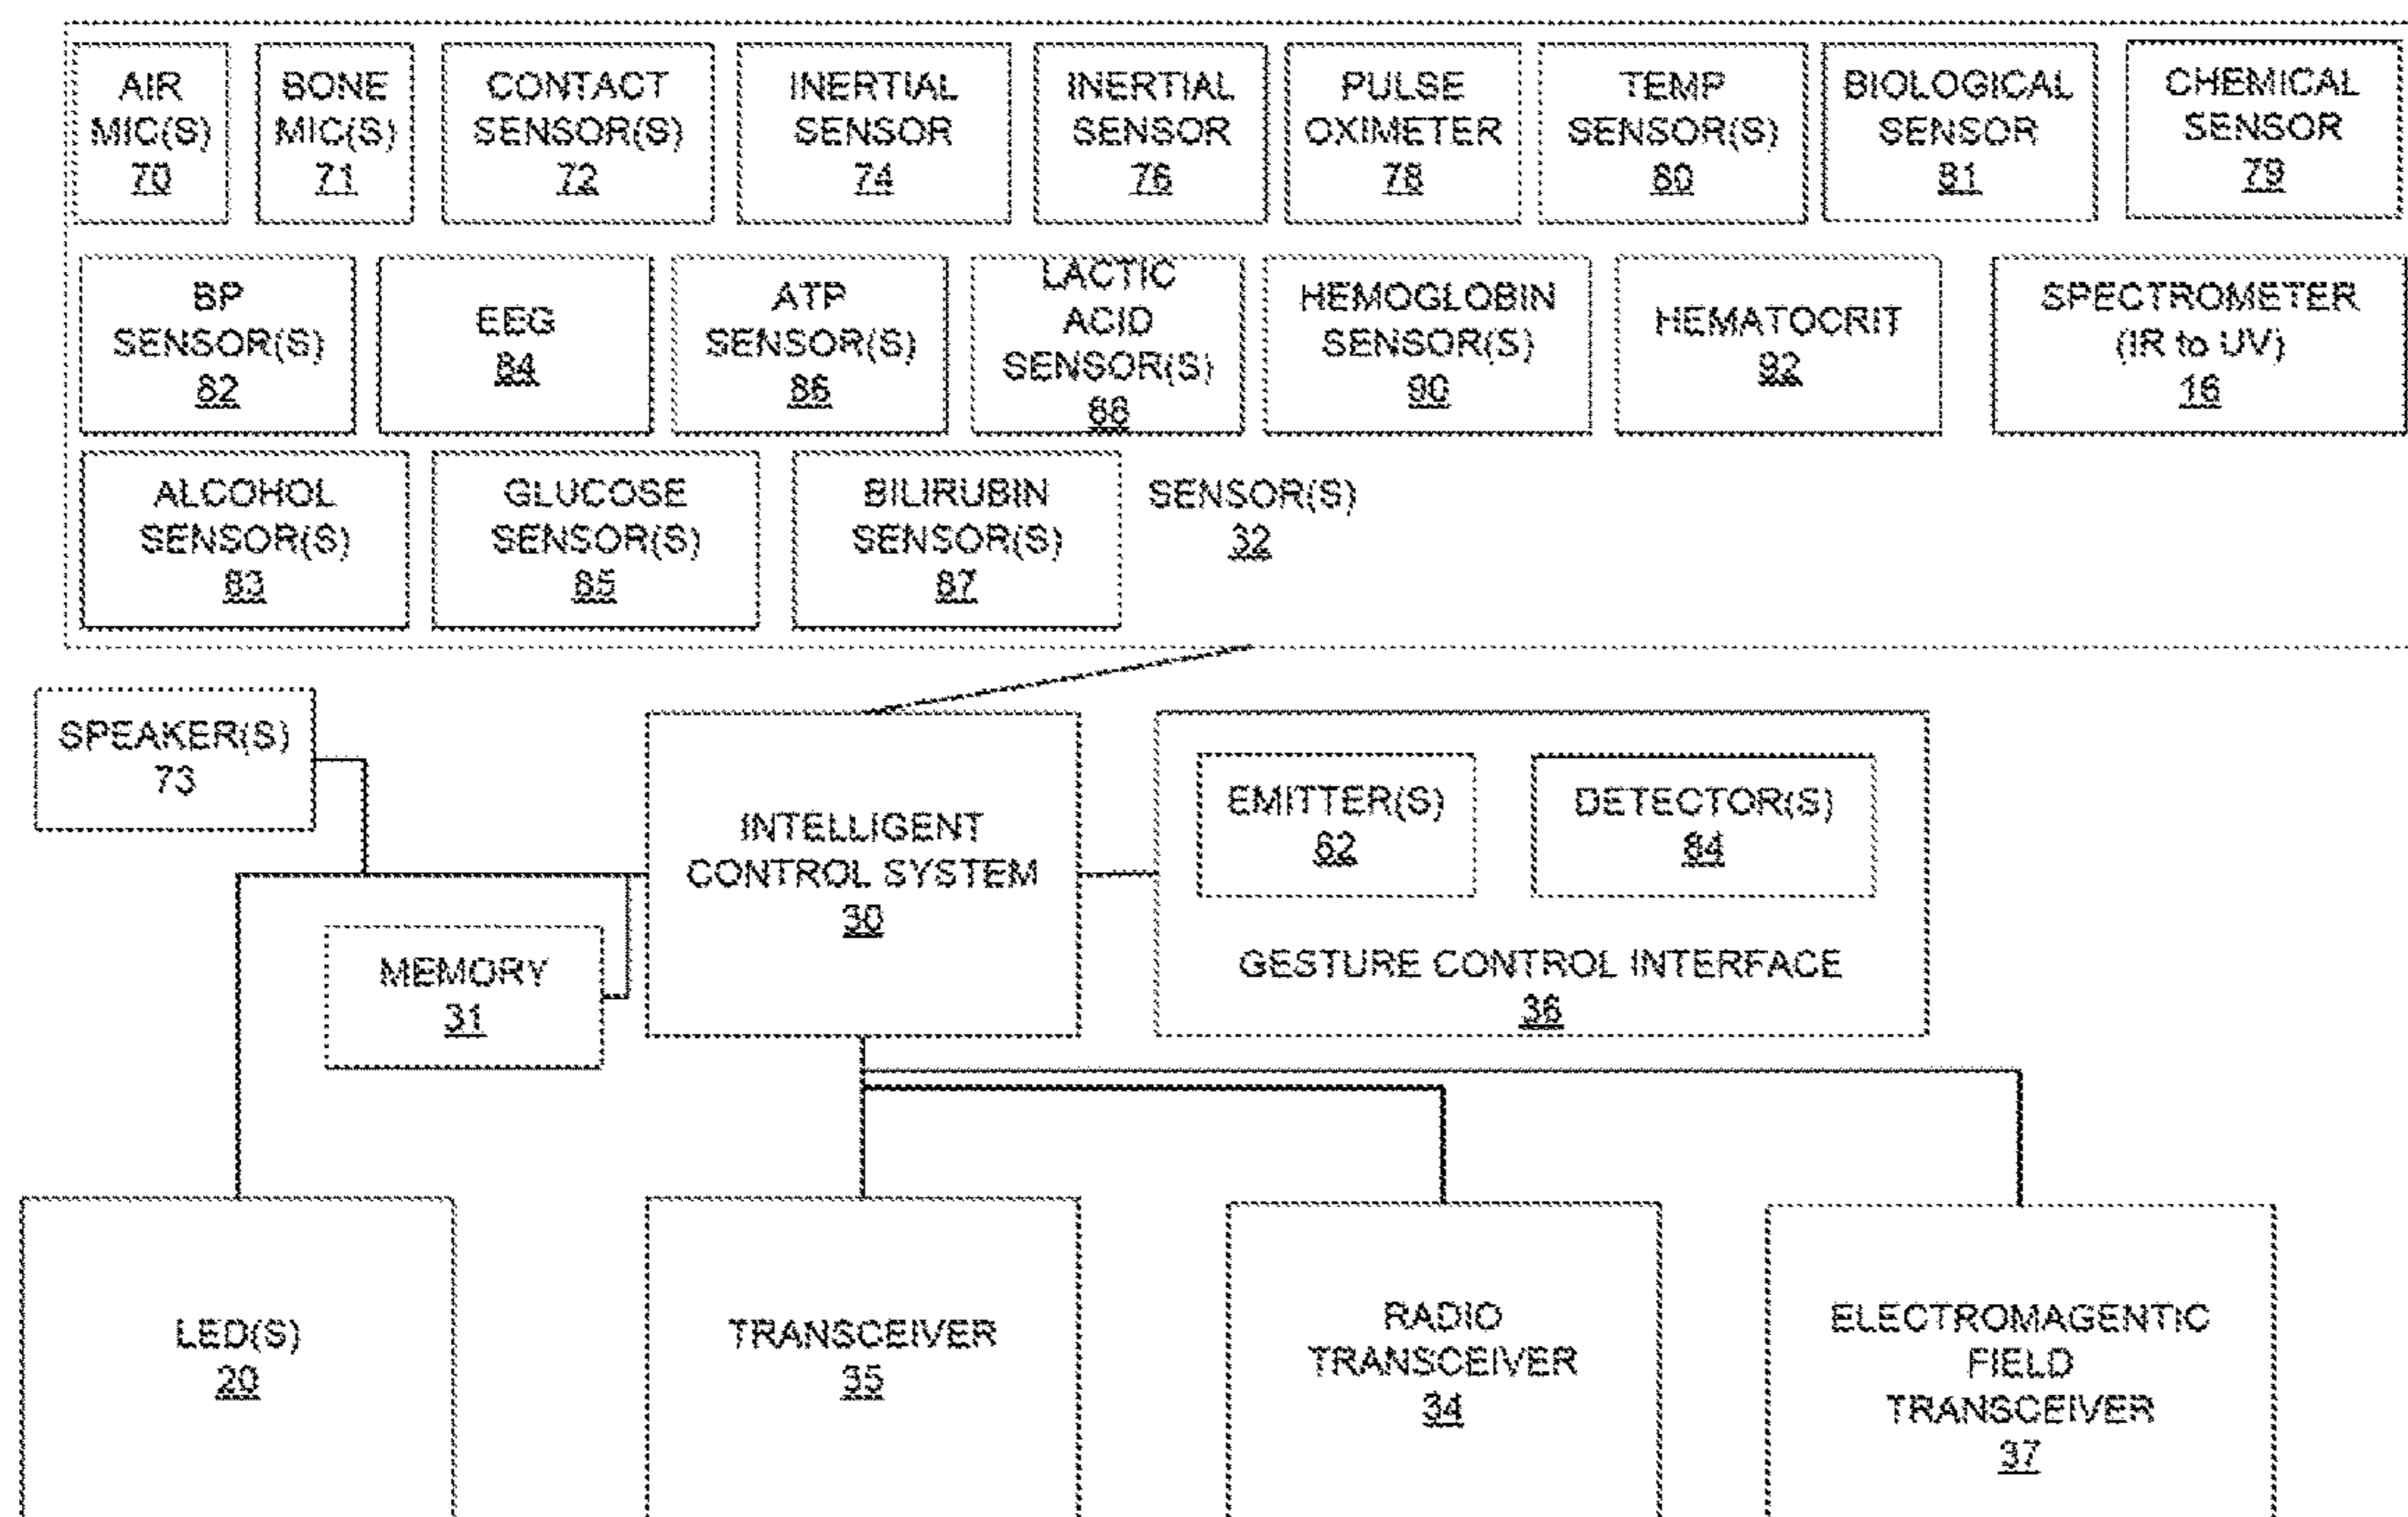 AIR
MIC(S)
70
BONE
MIC(S)
71
CONTACT
SENSOR(S)
72
INERTIAL
SENSOR
74
INERTIAL
SENSOR
76
PULSE
OXIMETER
78
TEMP
SENSOR(S)
80
BIOLOGICAL
SENSOR
81
CHEMICAL
SENSOR
79
BP
SENSOR(S)
82
EEG
84
ATP
SENSOR(S)
86
LACTIC
ACID
SENSOR(S)
88
HEMOGLOBIN
SENSOR(S)
90
HEMATOCRIT
92
SPECTROMETER
(IR to UV)
16
ALCOHOL
SENSOR(S)
83
GLUCOSE
SENSOR(S)
85
BILIRUBIN
SENSOR(S)
87
SENSOR(S)
32
SPEAKER(S)
73
INTELLIGENT
CONTROL SYSTEM
30
EMITTER(S)
82
DETECTOR(S)
84
GESTURE CONTROL INTERFACE
36
MEMORY
31
LED(S)
20
TRANSCEIVER
35
RADIO
TRANSCEIVER
34
ELECTROMAGENTIC
FIELD
TRANSCEIVER
37